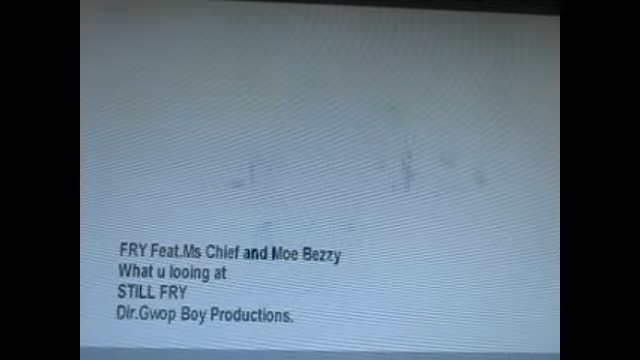 FRY Feat.Ms Chief and Moe Bezzy
What u looing at
STILL FRY
Dir.Gwop Boy Productions.